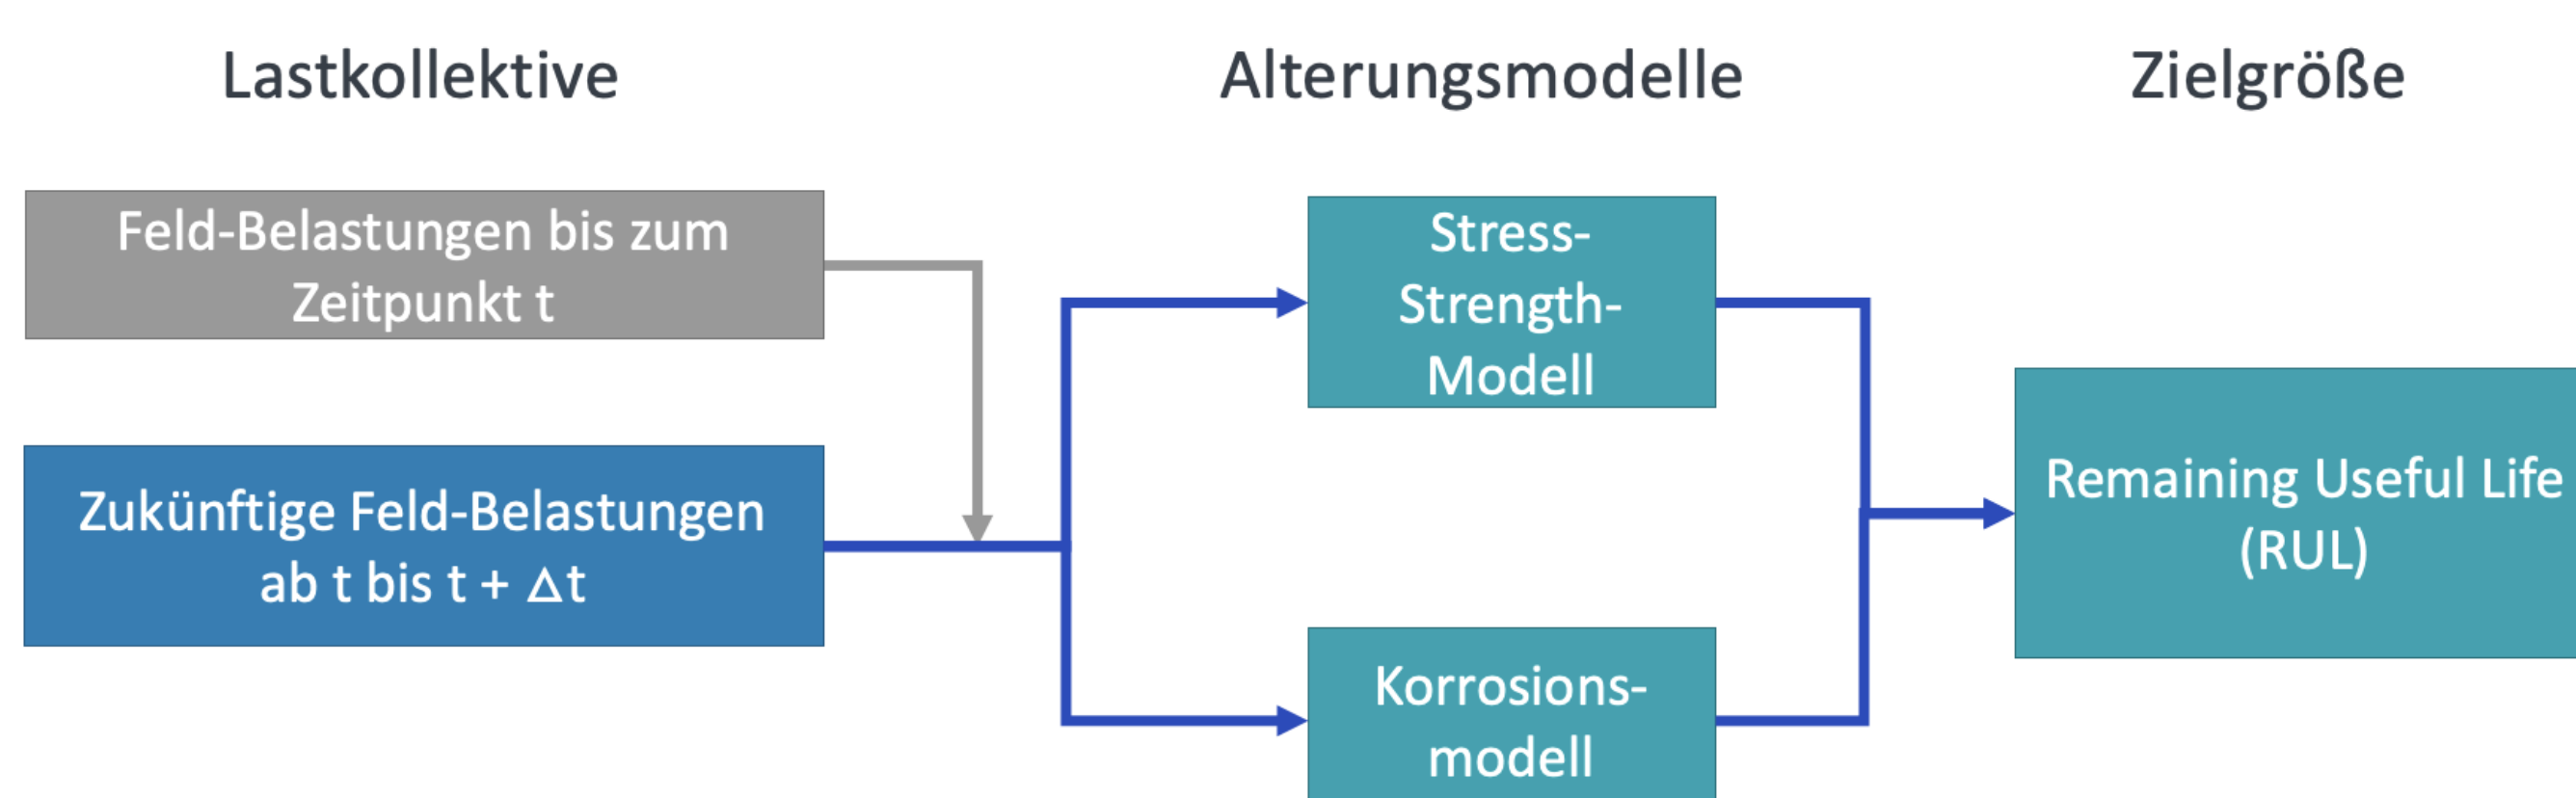 Lastkollektive
Alterungsmodelle
Zielgröße
Feld-Belastungen bis zum
Zeitpunkt t
Zukünftige Feld-Belastungen
ab t bis t + Δt
Stress-
Strength-
Modell
Korrosions-
modell
Remaining Useful Life
(RUL)